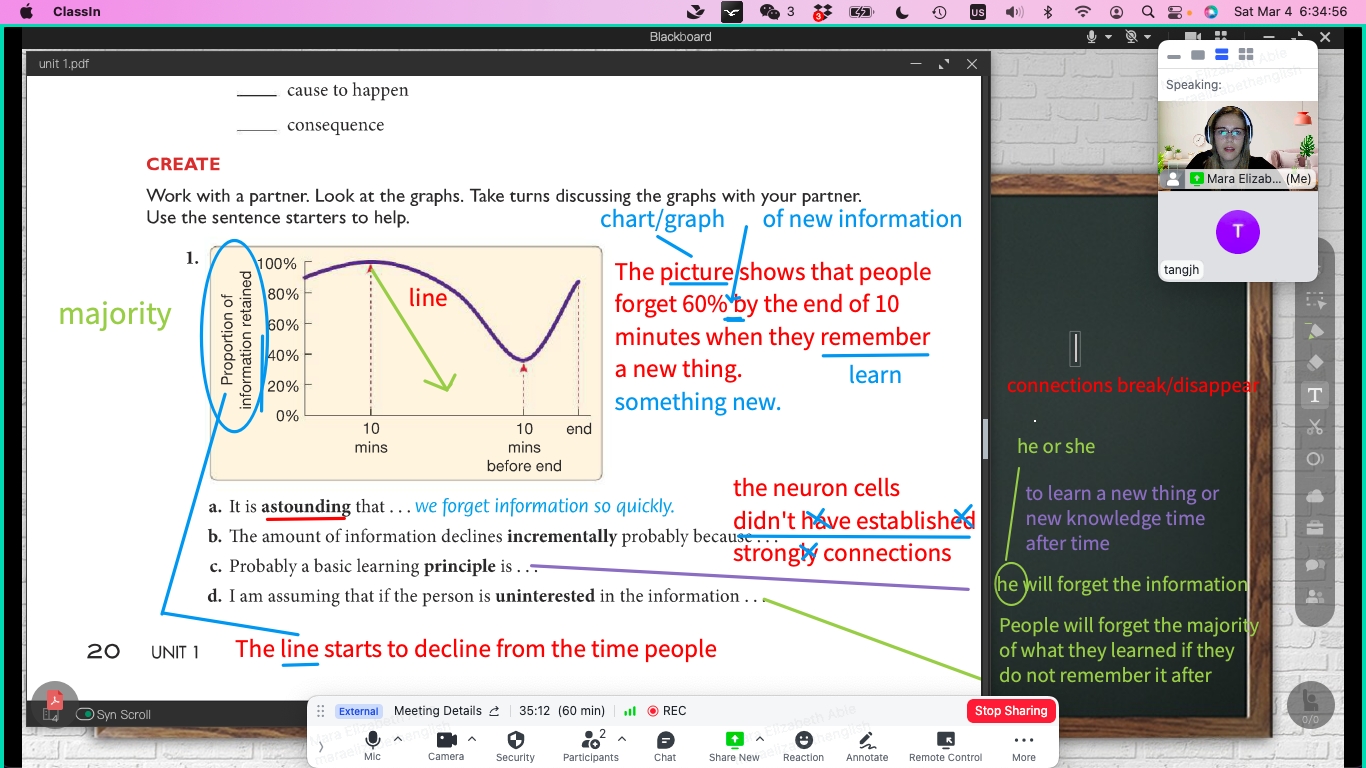 ClassIn
3
3
US
Sat Mar 4 6:34:56
Blackboard
unit 1.pdf
Speaking:
Mara Elizab... (Me)
T
tangjh
____ cause to happen
____ consequence
CREATE
Work with a partner. Look at the graphs. Take turns discussing the graphs with your partner.
Use the sentence starters to help.
chart/graph
of new information
1.
Proportion of
information retained
100%
80%
60%
40%
20%
0%
10
mins
10
mins
before end
end
line
majority
The picture shows that people
forget 60% by the end of 10
minutes when they remember
a new thing.
learn
something new.
a. It is astounding that . . . we forget information so quickly.
b. The amount of information declines incrementally probably because . . .
c. Probably a basic learning principle is . . .
d. I am assuming that if the person is uninterested in the information . . .
the neuron cells
didn't have established
strongly connections
20 UNIT 1
The line starts to decline from the time people
connections break/disappear
he or she
to learn a new thing or
new knowledge time
after time
he will forget the information
People will forget the majority
of what they learned if they
do not remember it after
T
4
Syn Scroll
0/0
External
Meeting Details
35:12 (60 min)
REC
Stop Sharing
Mic
Camera
Security
2
Participants
Chat
Share New
Reaction
Annotate
Remote Control
More